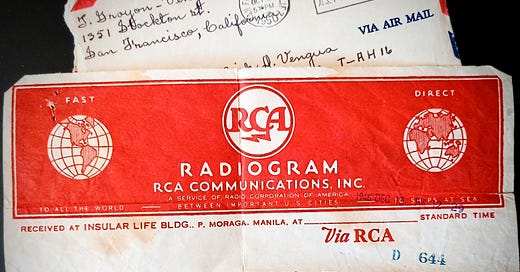 K. Groyon-
1351 Stockton St.
San Francisco, California
VIA AIR MAIL
Vengua
T-AH16
FAST
DIRECT
RCA
RADIOGRAM
RCA COMMUNICATIONS, INC.
A SERVICE OF RADIO CORPORATION OF AMERICA
TO ALL THE WORLD
BETWEEN IMPORTANT U.S. CITIES
SHIPS AT SEA
RECEIVED AT INSULAR LIFE BLDG., P. MORAGA. MANILA, AT
STANDARD TIME
Via RCA
D 644